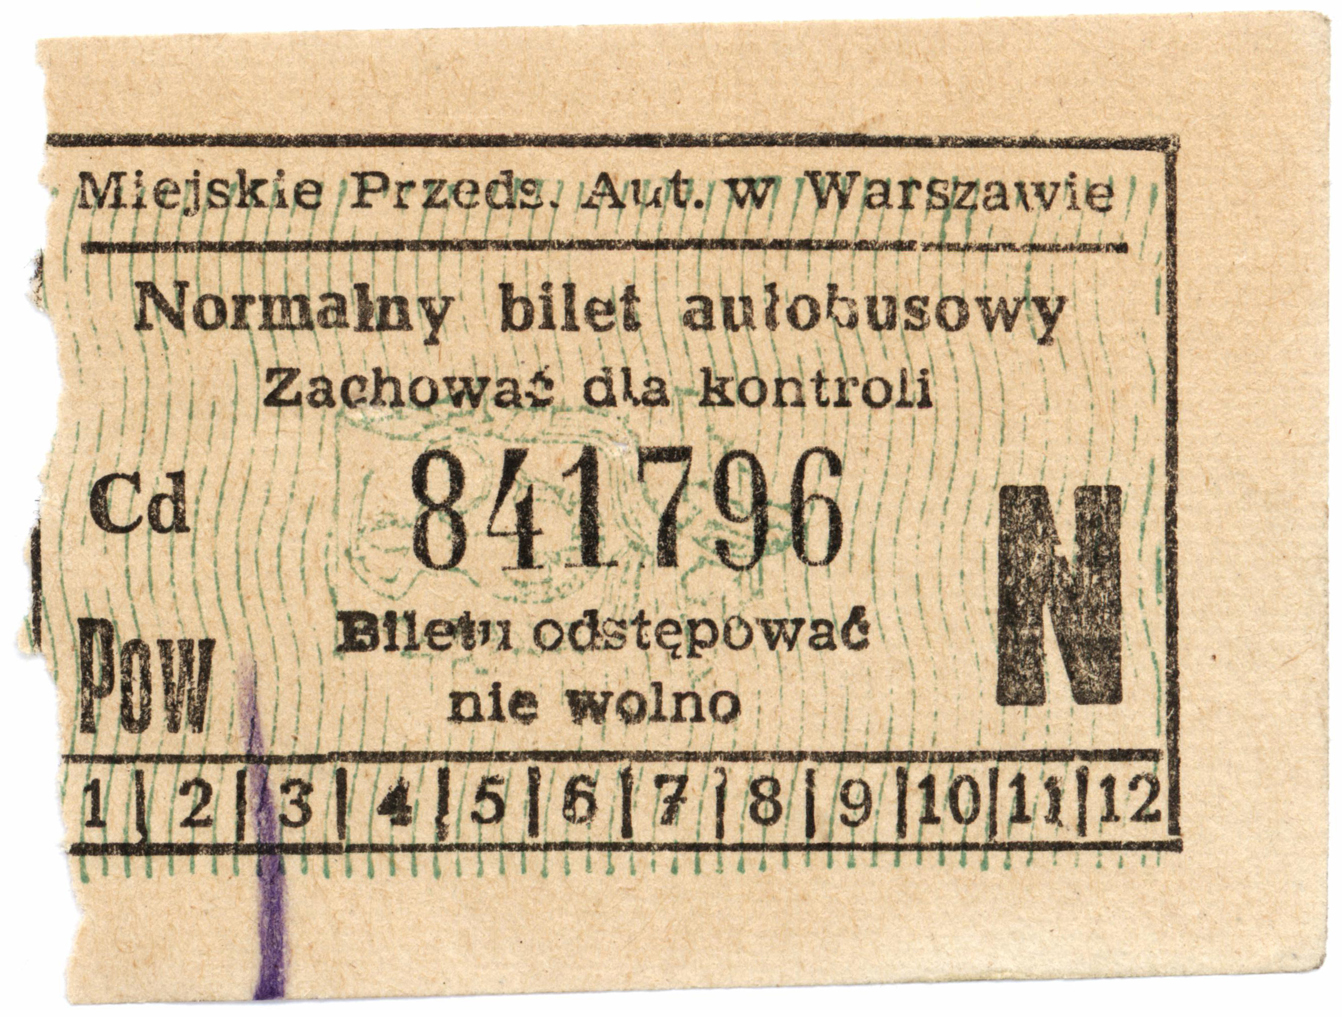 Miejskie Przeds. Aut. w Warszawie
Normalny bilet autobusowy
Zachować dla kontroli
Cd 841796
N
Biletu odstępować
Pow
nie wolno
1 | 2 | 3 | 4 | 5 | 6 | 7 | 8 | 9 | 10 | 11 | 12